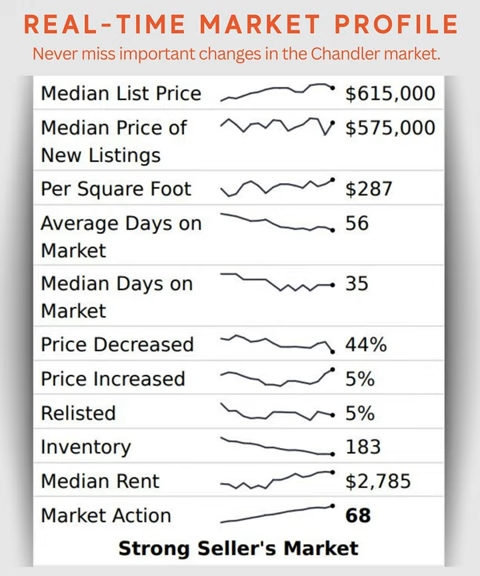 REAL-TIME MARKET PROFILE
Never miss important changes in the Chandler market.
Median List Price $615,000
Median Price of $575,000
New Listings
Per Square Foot $287
Average Days on 56
Market
Median Days on 35
Market
Price Decreased 44%
Price Increased 5%
Relisted 5%
Inventory 183
Median Rent $2,785
Market Action 68
Strong Seller's Market